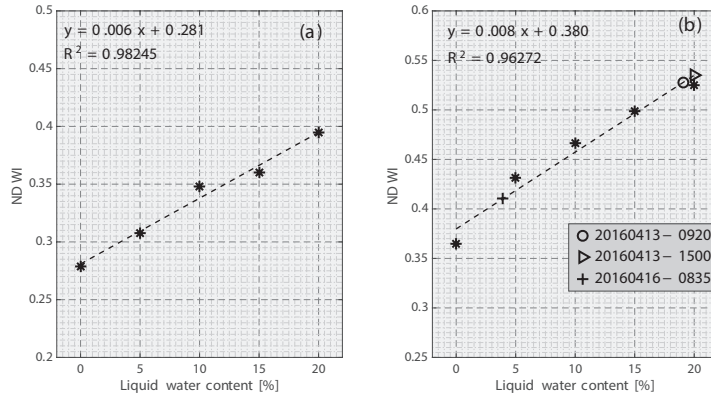 0.5
0.45
0.4
0.35
0.3
0.25
0.2
ND WI
y = 0.006 x + 0.281
R 2 = 0.98245
(a)
0 5 10 15 20
Liquid water content [%]
0.6
0.55
0.5
0.45
0.4
0.35
0.3
0.25
ND WI
y = 0.008 x + 0.380
R 2 = 0.96272
(b)
20160413 - 0920
20160413 - 1500
20160416 - 0835
0 5 10 15 20
Liquid water content [%]